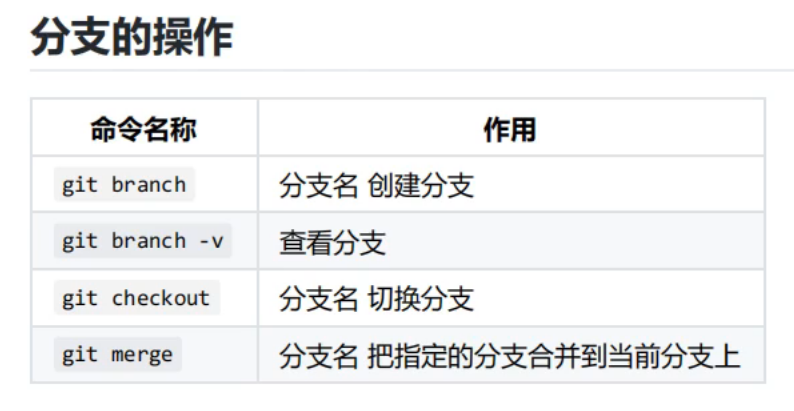 分支的操作
命令名称 作用
git branch 分支名 创建分支
git branch -v 查看分支
git checkout 分支名 切换分支
git merge 分支名 把指定的分支合并到当前分支上